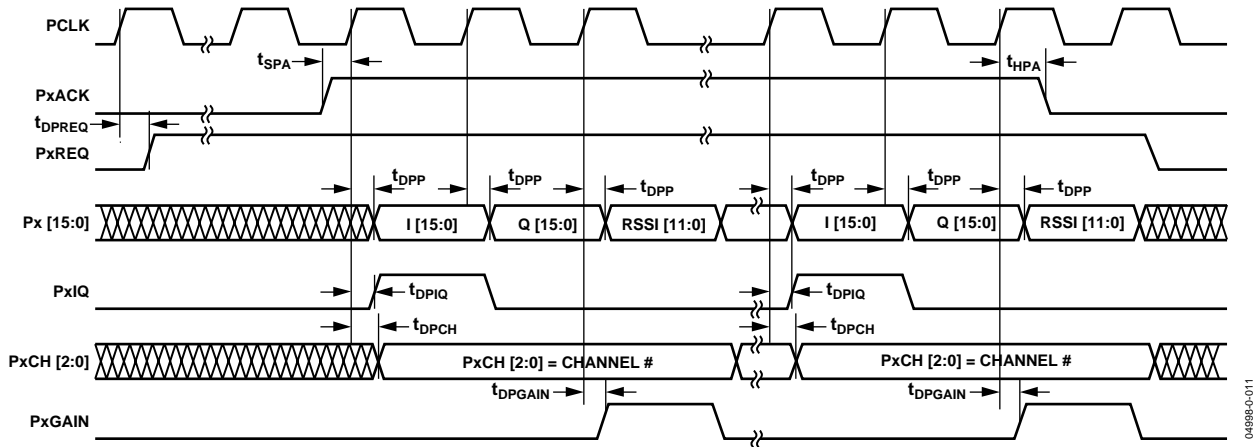 PCLK
tSPA
tHPA
PxACK
tDPREQ
PxREQ
tDPP tDPP tDPP tDPP tDPP tDPP
Px [15:0]
I [15:0] Q [15:0] RSSI [11:0] I [15:0] Q [15:0] RSSI [11:0]
PxIQ
tDPIQ tDPIQ
tDPCH tDPCH
PxCH [2:0]
PxCH [2:0] = CHANNEL # PxCH [2:0] = CHANNEL #
tDPGAIN tDPGAIN
PxGAIN
04998-0-011